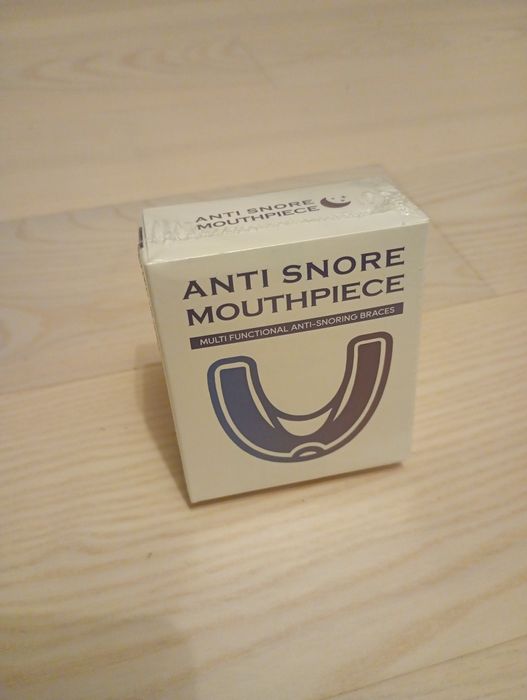 ANTI SNORE
MOUTHPIECE
ANTI SNORE
MOUTHPIECE
MULTI FUNCTIONAL ANTI-SNORING BRACES